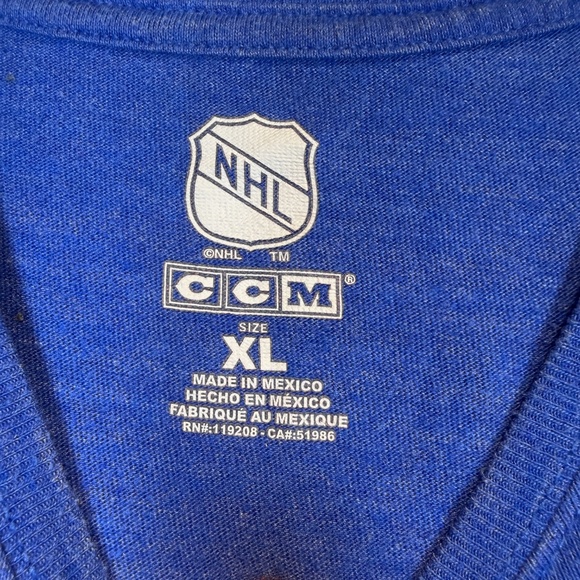 NHL
©NHL TM
CCM®
SIZE
XL
MADE IN MEXICO
HECHO EN MÉXICO
FABRIQUÉ AU MEXIQUE
RN#:119208 - CA#:51986